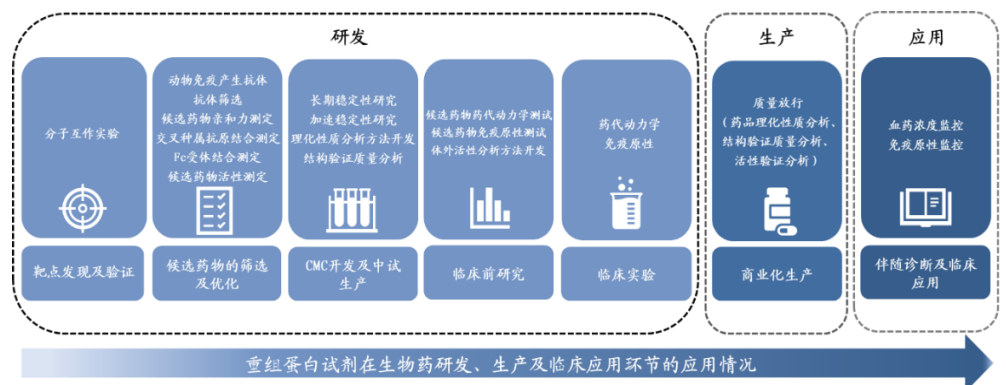 研发
生产
应用
分子互作实验
动物免疫产生抗体
抗体筛选
候选药物亲和力测定
交叉种属抗原结合测定
Fc受体结合测定
候选药物活性测定
长期稳定性研究
加速稳定性研究
理化性质分析方法开发
结构验证质量分析
候选药物药代动力学测试
候选药物免疫原性测试
体外活性分析方法开发
药代动力学
免疫原性
质量放行
（药品理化性质分析、
结构验证质量分析、
活性验证分析）
血药浓度监控
免疫原性监控
靶点发现及验证
候选药物的筛选
及优化
CMC开发及中试
生产
临床前研究
临床实验
商业化生产
伴随诊断及临床
应用
重组蛋白试剂在生物药研发、生产及临床应用环节的应用情况